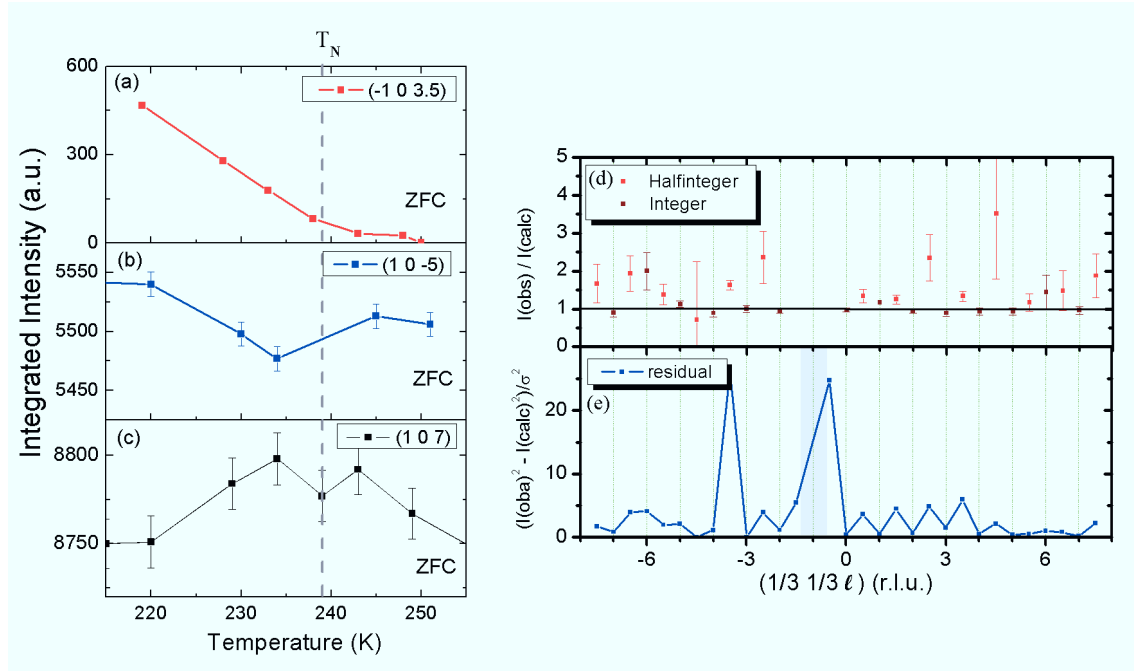 T_N
600
(a)
(-1 0 3.5)
300
ZFC
0
5550
(b)
(1 0 -5)
5500
5450
ZFC
(c)
(1 0 7)
8800
8750
ZFC
220 230 240 250
Temperature (K)
Integrated Intensity (a.u.)
5
(d)
Halfinteger
Integer
4
3
2
1
0
I(obs) / I(calc)
residual
(e)
20
10
0
(I(oba)² - I(calc)²)/σ²
-6 -3 0 3 6
(1/3 1/3 ℓ) (r.l.u.)